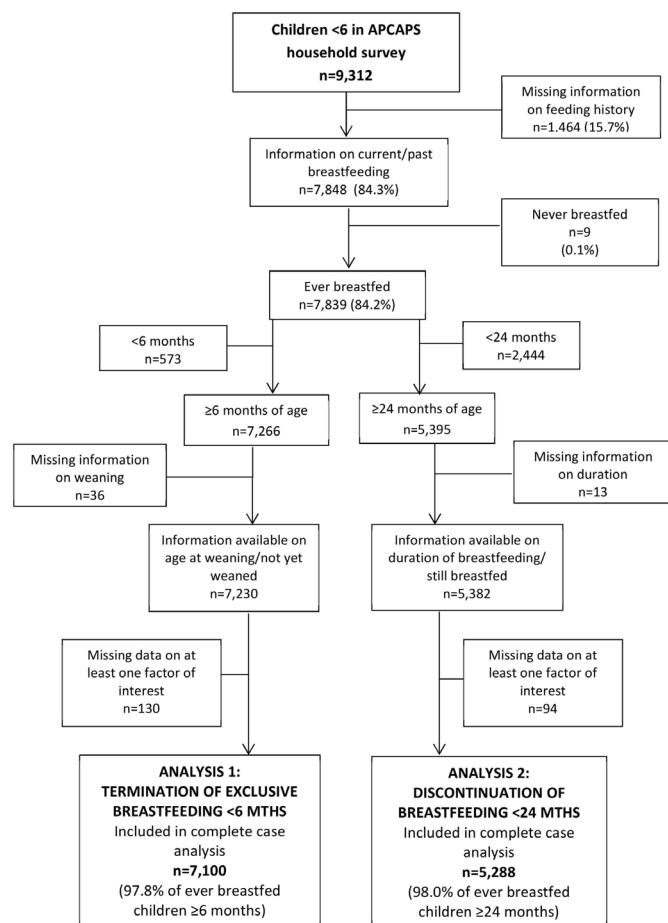 Children <6 in APCAPS
household survey
n=9,312
Missing information
on feeding history
n=1.464 (15.7%)
Information on current/past
breastfeeding
n=7,848 (84.3%)
Never breastfed
n=9
(0.1%)
Ever breastfed
n=7,839 (84.2%)
<6 months
n=573
<24 months
n=2,444
≥6 months of age
n=7,266
≥24 months of age
n=5,395
Missing information
on weaning
n=36
Missing information
on duration
n=13
Information available on
age at weaning/not yet
weaned
n=7,230
Information available on
duration of breastfeeding/
still breastfed
n=5,382
Missing data on at
least one factor of
interest
n=130
Missing data on at
least one factor of
interest
n=94
ANALYSIS 1:
TERMINATION OF EXCLUSIVE
BREASTFEEDING <6 MTHS
Included in complete case
analysis
n=7,100
(97.8% of ever breastfed
children ≥6 months)
ANALYSIS 2:
DISCONTINUATION OF
BREASTFEEDING <24 MTHS
Included in complete case
analysis
n=5,288
(98.0% of ever breastfed
children ≥24 months)